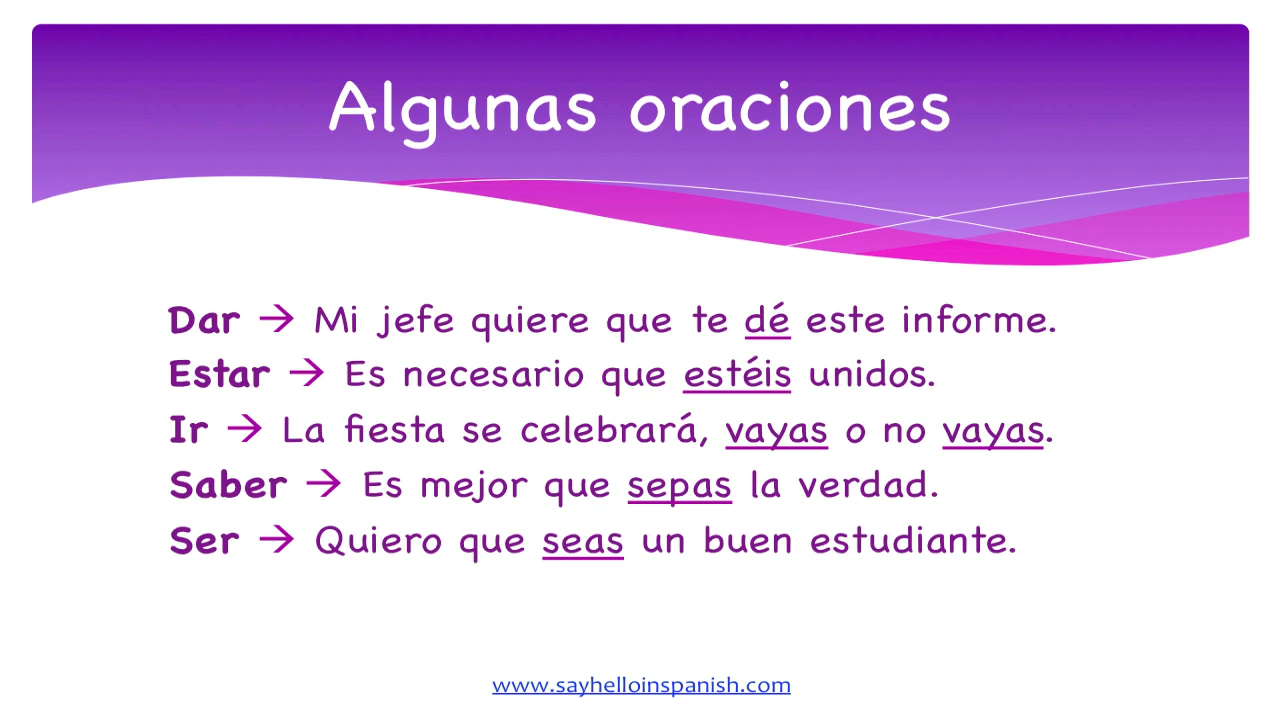 Algunas oraciones
Dar → Mi jefe quiere que te dé este informe.
Estar → Es necesario que estéis unidos.
Ir → La fiesta se celebrará, vayas o no vayas.
Saber → Es mejor que sepas la verdad.
Ser → Quiero que seas un buen estudiante.
www.sayhelloinspanish.com